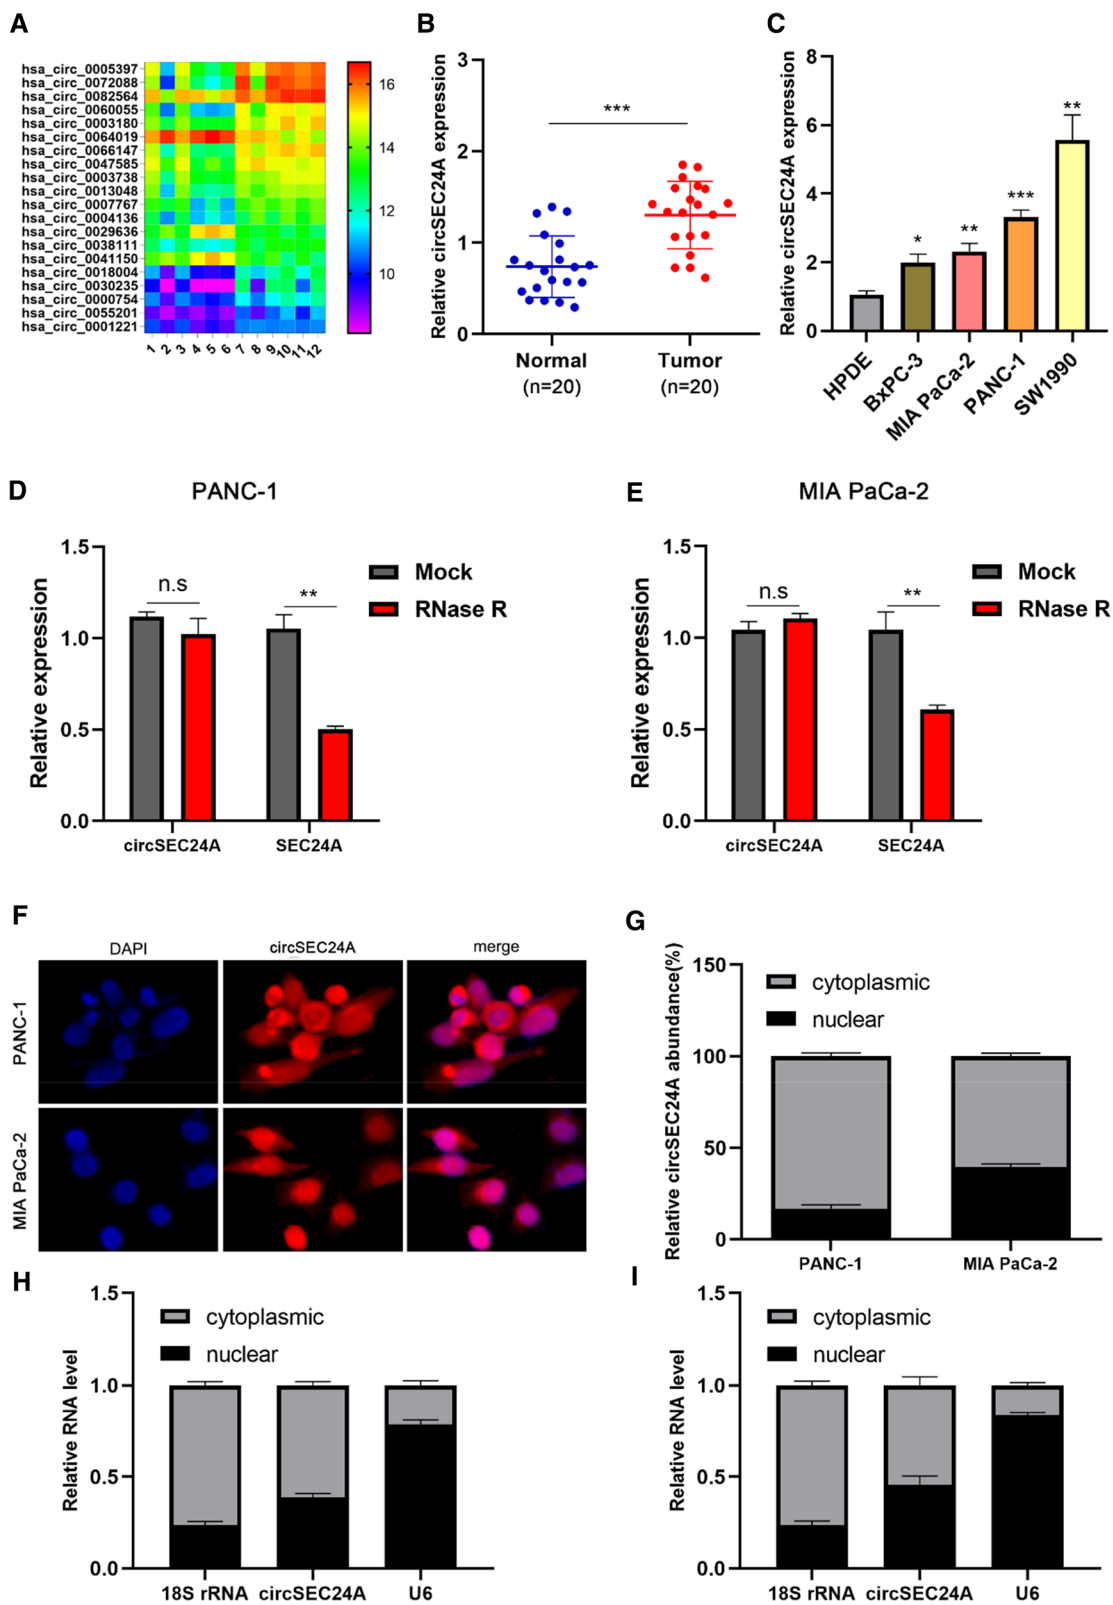 A
hsa_circ_0005397
hsa_circ_0072088
hsa_circ_0082564
hsa_circ_0060055
hsa_circ_0003180
hsa_circ_0064019
hsa_circ_0066147
hsa_circ_0047585
hsa_circ_0003738
hsa_circ_0013048
hsa_circ_0007767
hsa_circ_0004136
hsa_circ_0029636
hsa_circ_0038111
hsa_circ_0041150
hsa_circ_0018004
hsa_circ_0030235
hsa_circ_0000754
hsa_circ_0055201
hsa_circ_0001221
1 2 3 4 5 6 7 8 9 10 11 12
16
14
12
10
B
Relative circSEC24A expression
3
2
1
0
***
Normal
(n=20)
Tumor
(n=20)
C
Relative circSEC24A expression
8
6
4
2
0
*
**
***
**
HPDE
BxPC-3
MIA PaCa-2
PANC-1
SW1990
D
PANC-1
Relative expression
1.5
1.0
0.5
0.0
n.s
**
Mock
RNase R
circSEC24A
SEC24A
E
MIA PaCa-2
Relative expression
1.5
1.0
0.5
0.0
n.s
**
Mock
RNase R
circSEC24A
SEC24A
F
DAPI
circSEC24A
merge
PANC-1
MIA PaCa-2
G
Relative circSEC24A abundance(%)
150
100
50
0
cytoplasmic
nuclear
PANC-1
MIA PaCa-2
H
Relative RNA level
1.5
1.0
0.5
0.0
cytoplasmic
nuclear
18S rRNA
circSEC24A
U6
I
Relative RNA level
1.5
1.0
0.5
0.0
cytoplasmic
nuclear
18S rRNA
circSEC24A
U6